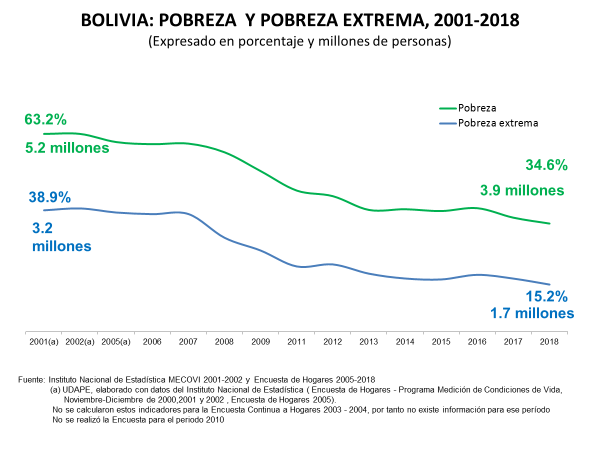 BOLIVIA: POBREZA Y POBREZA EXTREMA, 2001-2018
(Expresado en porcentaje y millones de personas)
63.2%
5.2 millones
Pobreza
Pobreza extrema
34.6%
3.9 millones
38.9%
3.2
millones
15.2%
1.7 millones
2001(a) 2002(a) 2005(a) 2006 2007 2008 2009 2011 2012 2013 2014 2015 2016 2017 2018
Fuente: Instituto Nacional de Estadística MECOVI 2001-2002 y Encuesta de Hogares 2005-2018
(a) UDAPE, elaborado con datos del Instituto Nacional de Estadística ( Encuesta de Hogares - Programa Medición de Condiciones de Vida,
Noviembre-Diciembre de 2000,2001 y 2002 , Encuesta de Hogares 2005).
No se calcularon estos indicadores para la Encuesta Continua a Hogares 2003 - 2004, por tanto no existe información para ese período
No se realizó la Encuesta para el periodo 2010